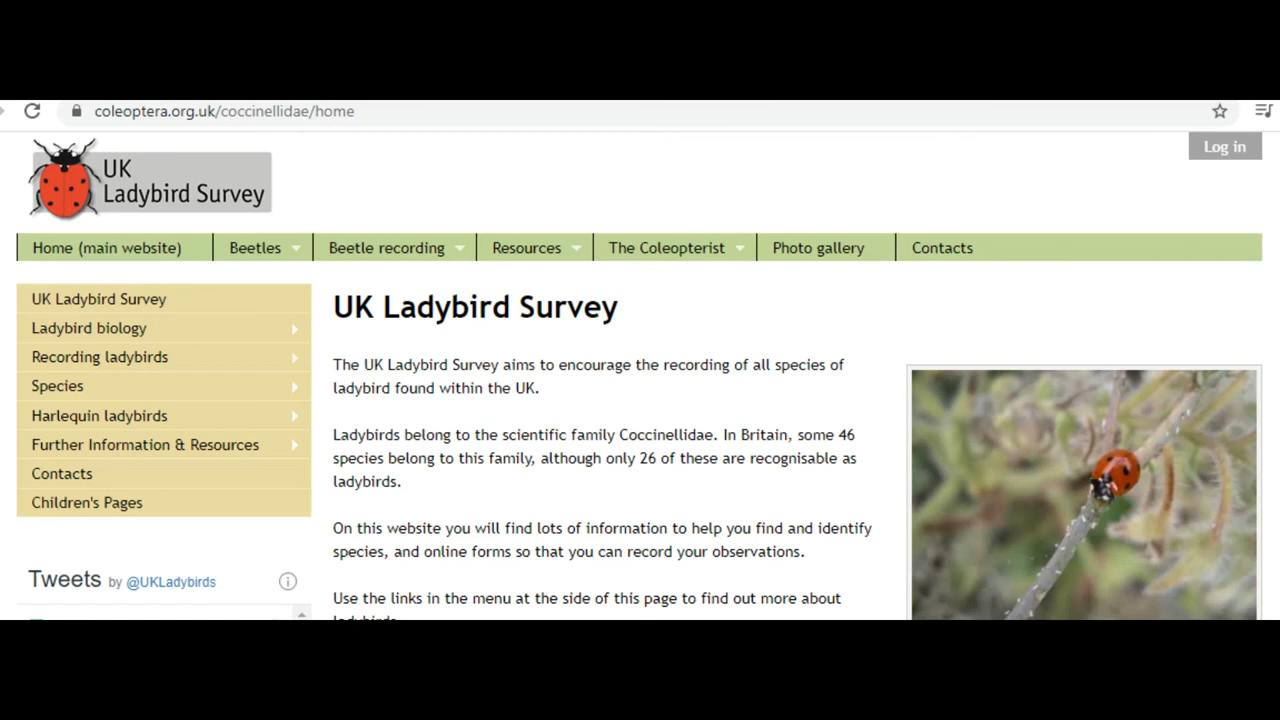 coleoptera.org.uk/coccinellidae/home
Log in
UK
Ladybird Survey
Home (main website) Beetles Beetle recording Resources The Coleopterist Photo gallery Contacts
UK Ladybird Survey
Ladybird biology
Recording ladybirds
Species
Harlequin ladybirds
Further Information & Resources
Contacts
Children's Pages
Tweets by @UKLadybirds
UK Ladybird Survey
The UK Ladybird Survey aims to encourage the recording of all species of
ladybird found within the UK.
Ladybirds belong to the scientific family Coccinellidae. In Britain, some 46
species belong to this family, although only 26 of these are recognisable as
ladybirds.
On this website you will find lots of information to help you find and identify
species, and online forms so that you can record your observations.
Use the links in the menu at the side of this page to find out more about